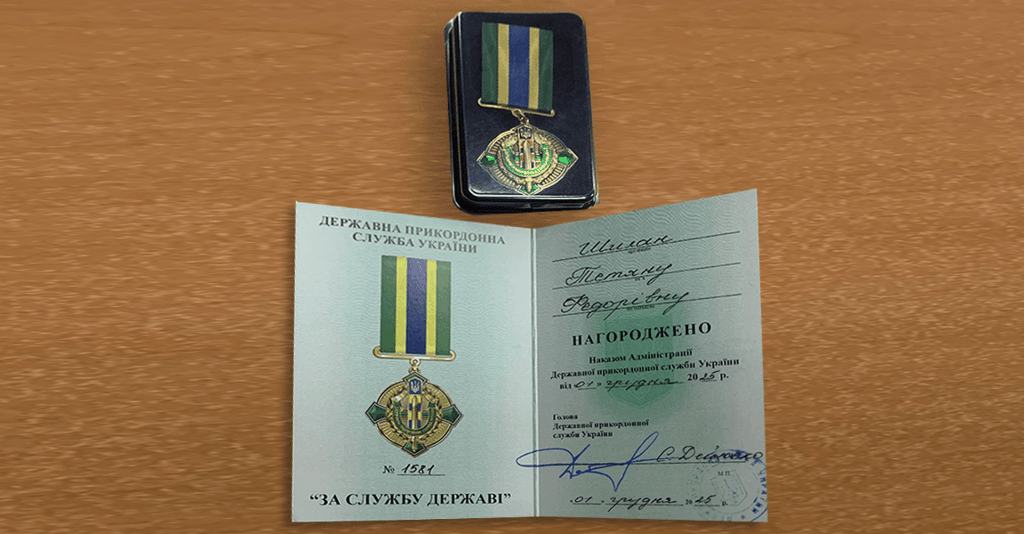 ДЕРЖАВНА ПРИКОРДОННА
СЛУЖБА УКРАЇНИ
№ 1581
“ЗА СЛУЖБУ ДЕРЖАВІ”
Шилан
Тетяну
Федорівну
НАГОРОДЖЕНО
Наказом Адміністрації
Державної прикордонної служби України
від 01 грудня 2025 р.
Голова
Державної прикордонної
служби України
С. Дейнеко
М.П.
01 грудня 2025 р.